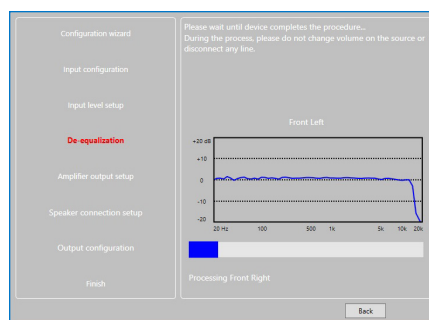 Configuration wizard
Input configuration
Input level setup
De-equalization
Amplifier output setup
Speaker connection setup
Output configuration
Finish
Please wait until device completes the procedure...
During the process, please do not change volume on the source or
disconnect any line.
Front Left
+20 dB
+10
0
-10
-20
20 Hz 100 500 1k 5k 10k 20k
Processing Front Right
Back